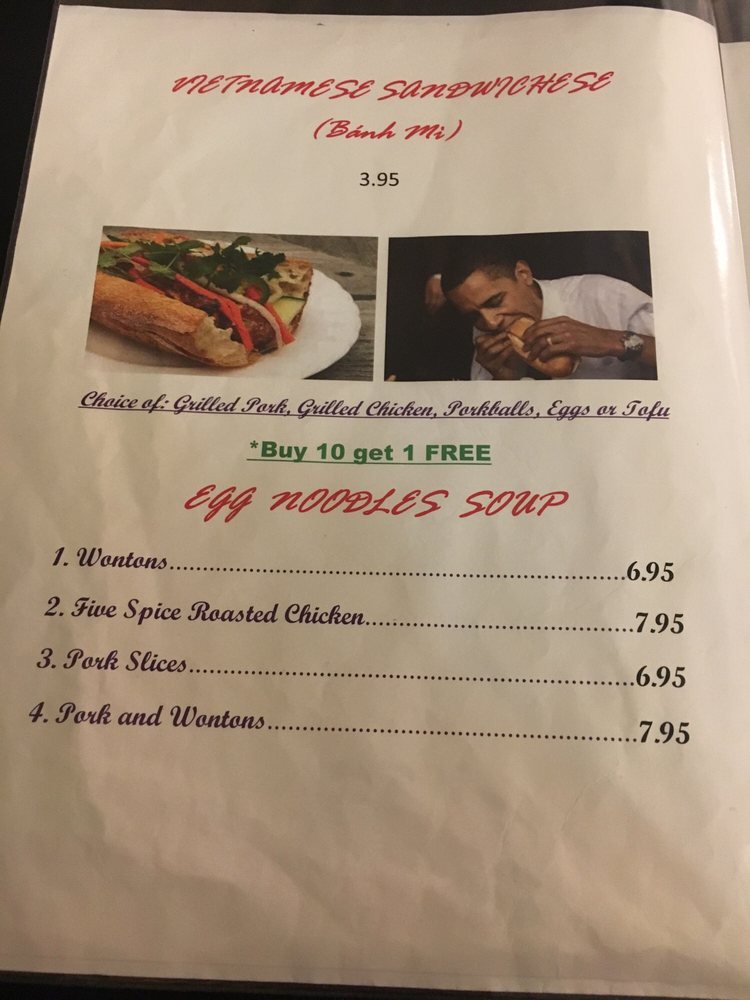 VIETNAMESE SANDWICHESE
(Bánh Mi)
3.95
Choice of: Grilled Pork, Grilled Chicken, Porkballs, Eggs or Tofu
*Buy 10 get 1 FREE
EGG NOODLES SOUP
1. Wontons......................................................................6.95
2. Five Spice Roasted Chicken.........................................7.95
3. Pork Slices....................................................................6.95
4. Pork and Wontons........................................................7.95